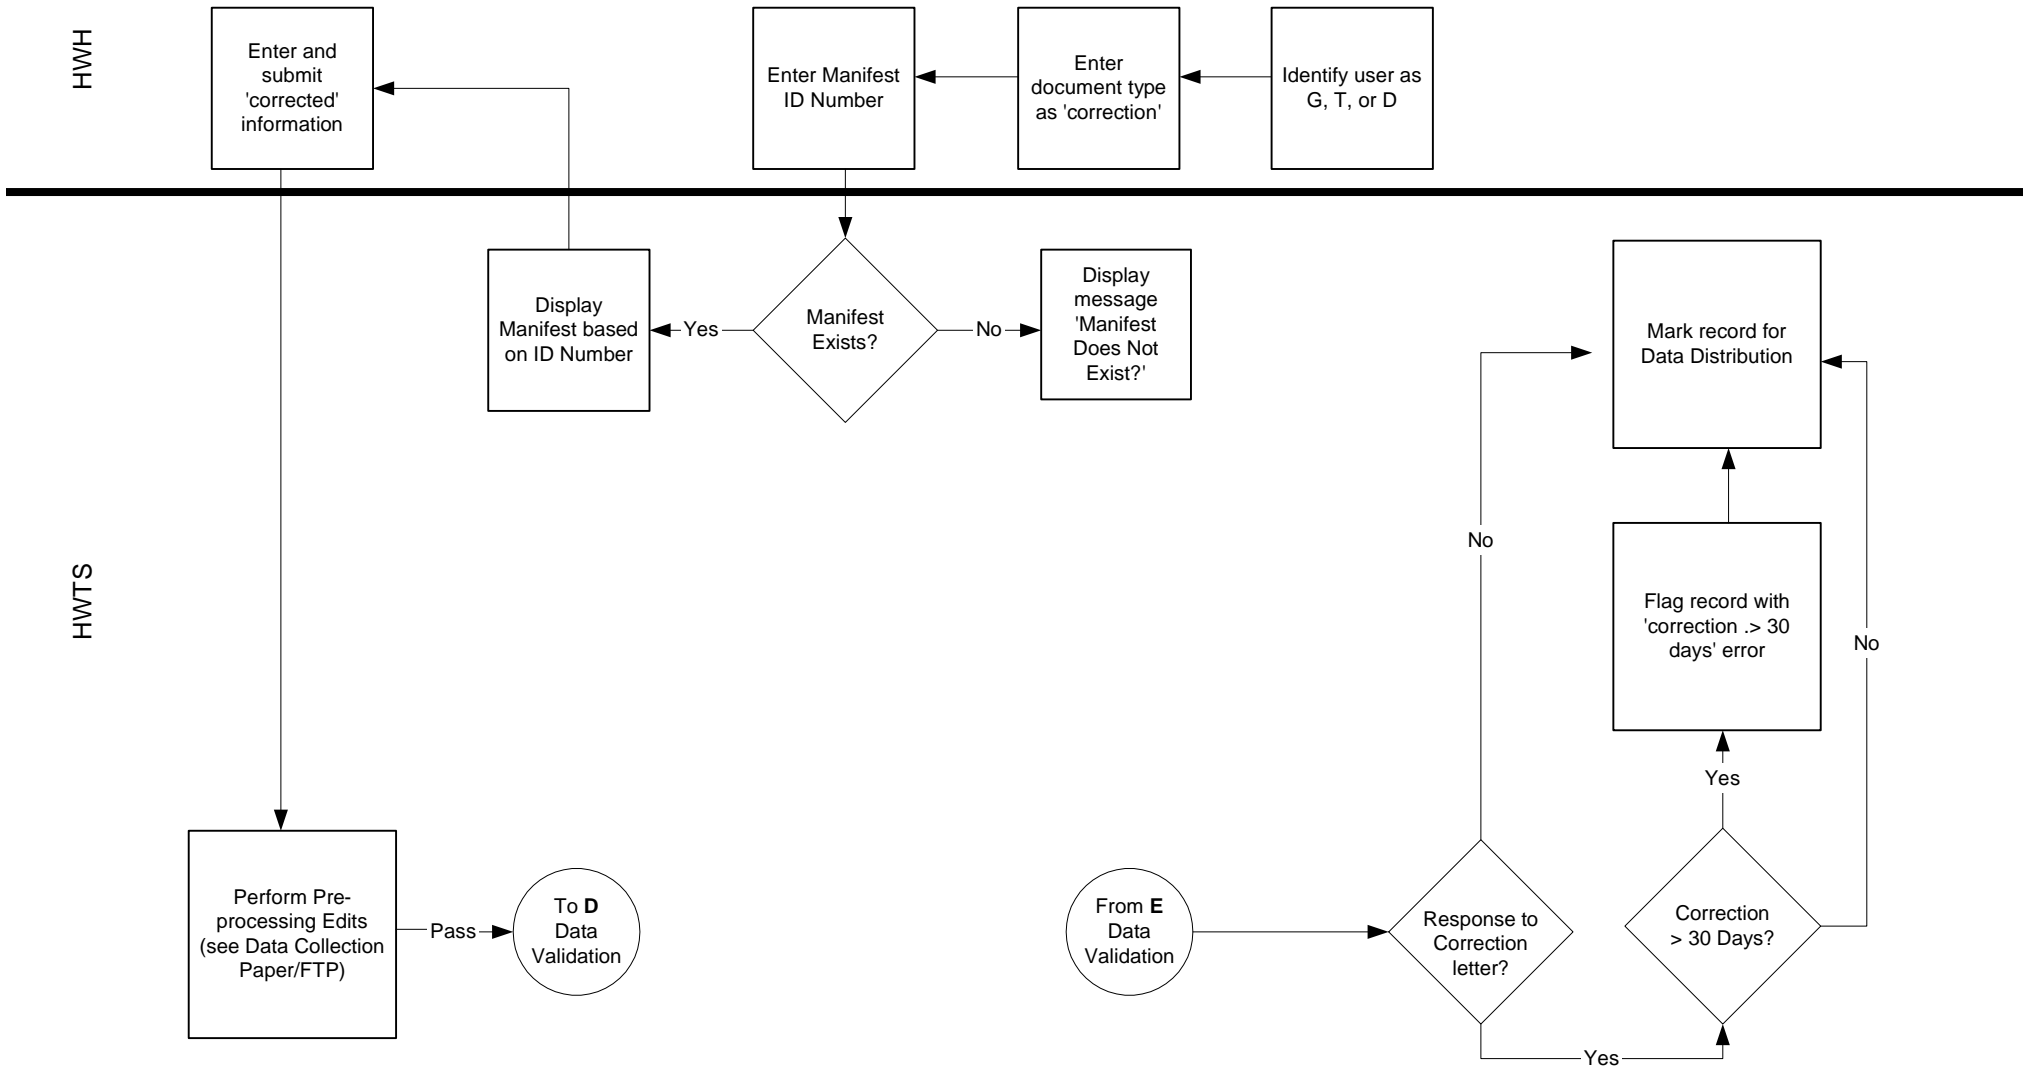 HWH
Enter and
submit
'corrected'
information
Enter Manifest
ID Number
Enter
document type
as 'correction'
Identify user as
G, T, or D
HWTS
Display
Manifest based
on ID Number
Yes
Manifest
Exists?
No
Display
message
'Manifest
Does Not
Exist?'
Mark record for
Data Distribution
No
Flag record with
'correction .> 30
days' error
No
Yes
Perform Pre-
processing Edits
(see Data Collection
Paper/FTP)
Pass
To D
Data
Validation
From E
Data
Validation
Response to
Correction
letter?
Correction
> 30 Days?
Yes